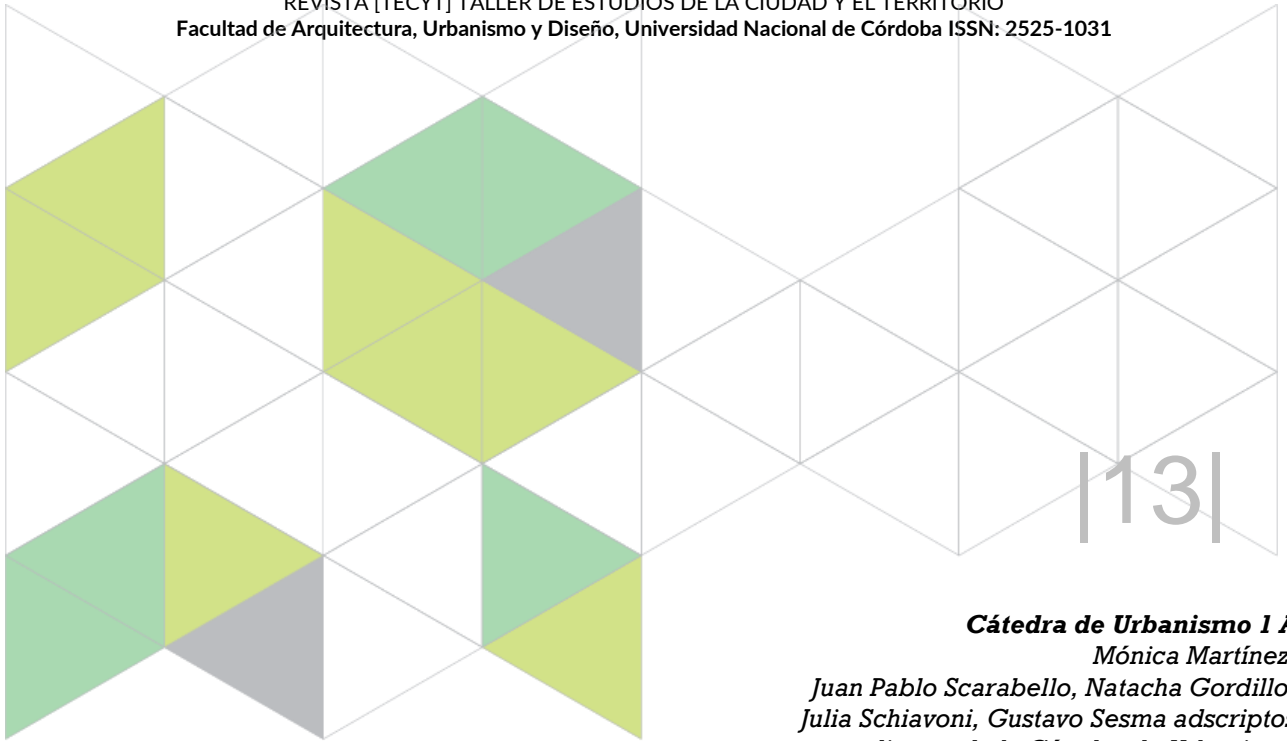 REVISTA [TECYT] TALLER DE ESTUDIOS DE LA CIUDAD Y EL TERRITORIO
Facultad de Arquitectura, Urbanismo y Diseño, Universidad Nacional de Córdoba ISSN: 2525-1031
|13|
Cátedra de Urbanismo 1 A
Mónica Martínez
Juan Pablo Scarabello, Natacha Gordillo
Julia Schiavoni, Gustavo Sesma adscriptos